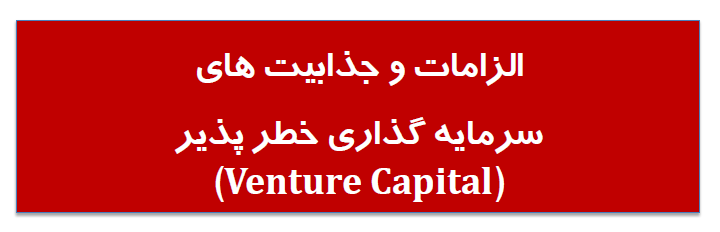 الزامات و جذابیت های
سرمایه گذاری خطر پذیر
(Venture Capital)